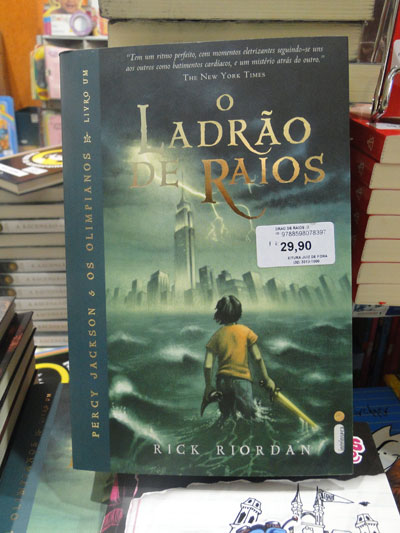 "Tem um ritmo perfeito, com momentos eletrizantes seguindo-se uns
aos outros como batimentos cardíacos, e um mistério atrás do outro."
THE NEW YORK TIMES
O
LADRÃO
DE RAIOS
9788598078397
29,90
PERCY JACKSON & OS OLIMPIANOS LIVRO UM
RICK RIORDAN